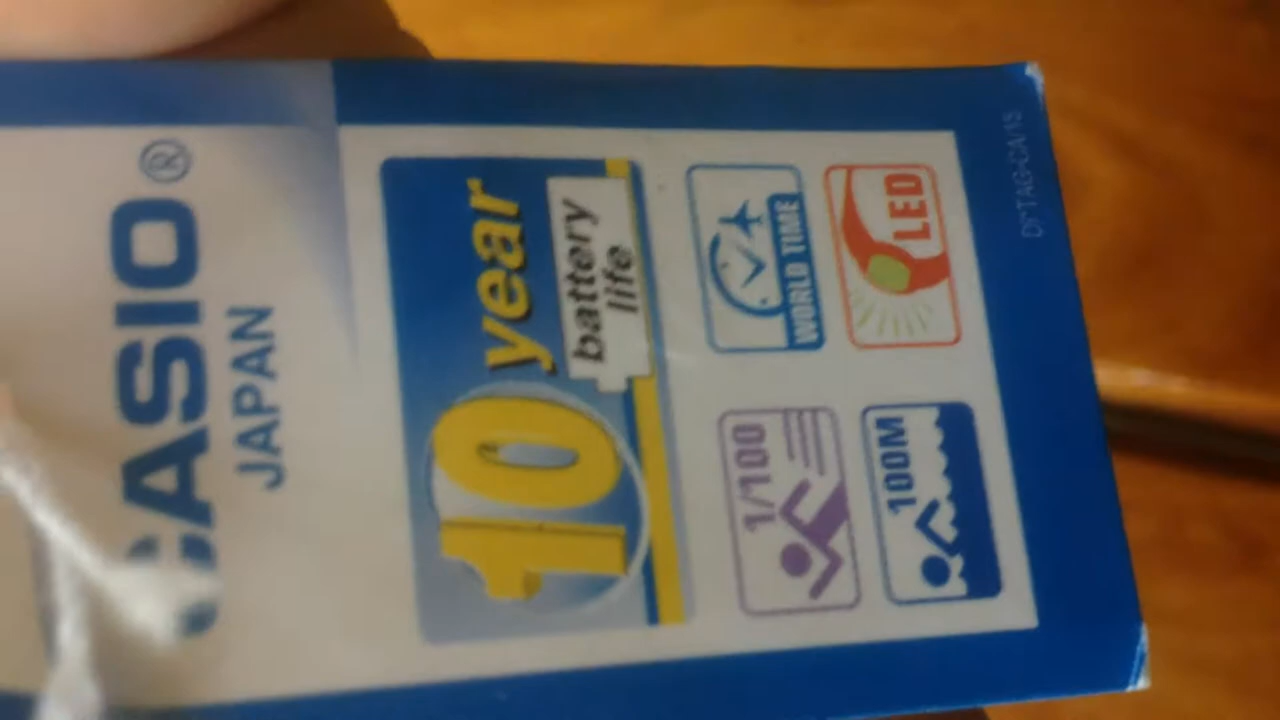 CASIO®
JAPAN
10 year
battery
life
1/100
WORLD TIME
100M
LED